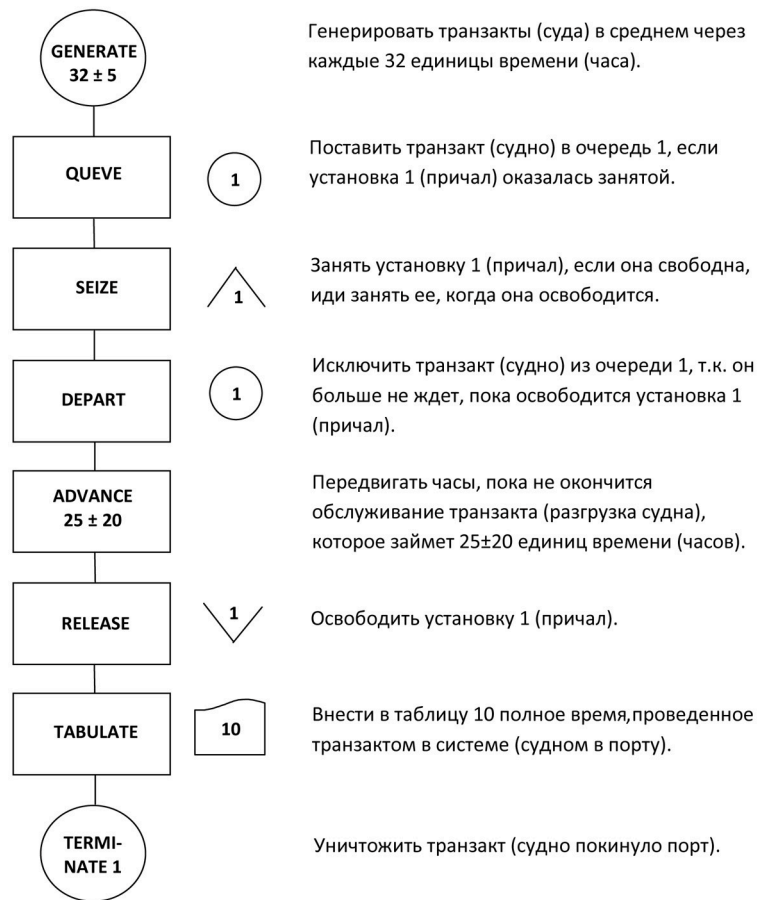 GENERATE
32 ± 5
Генерировать транзакты (суда) в среднем через
каждые 32 единицы времени (часа).
QUEVE
1
Поставить транзакт (судно) в очередь 1, если
установка 1 (причал) оказалась занятой.
SEIZE
1
Занять установку 1 (причал), если она свободна,
иди занять ее, когда она освободится.
DEPART
1
Исключить транзакт (судно) из очереди 1, т.к. он
больше не ждет, пока освободится установка 1
(причал).
ADVANCE
25 ± 20
Передвигать часы, пока не окончится
обслуживание транзакта (разгрузка судна),
которое займет 25±20 единиц времени (часов).
RELEASE
1
Освободить установку 1 (причал).
TABULATE
10
Внести в таблицу 10 полное время,проведенное
транзактом в системе (судном в порту).
TERMI-
NATE 1
Уничтожить транзакт (судно покинуло порт).